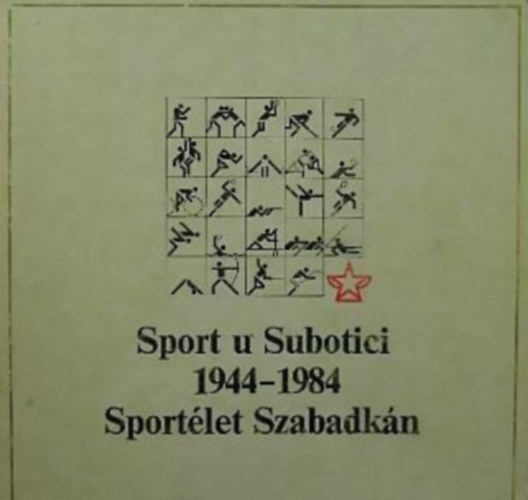 Sport u Subotici
1944-1984
Sportélet Szabadkán